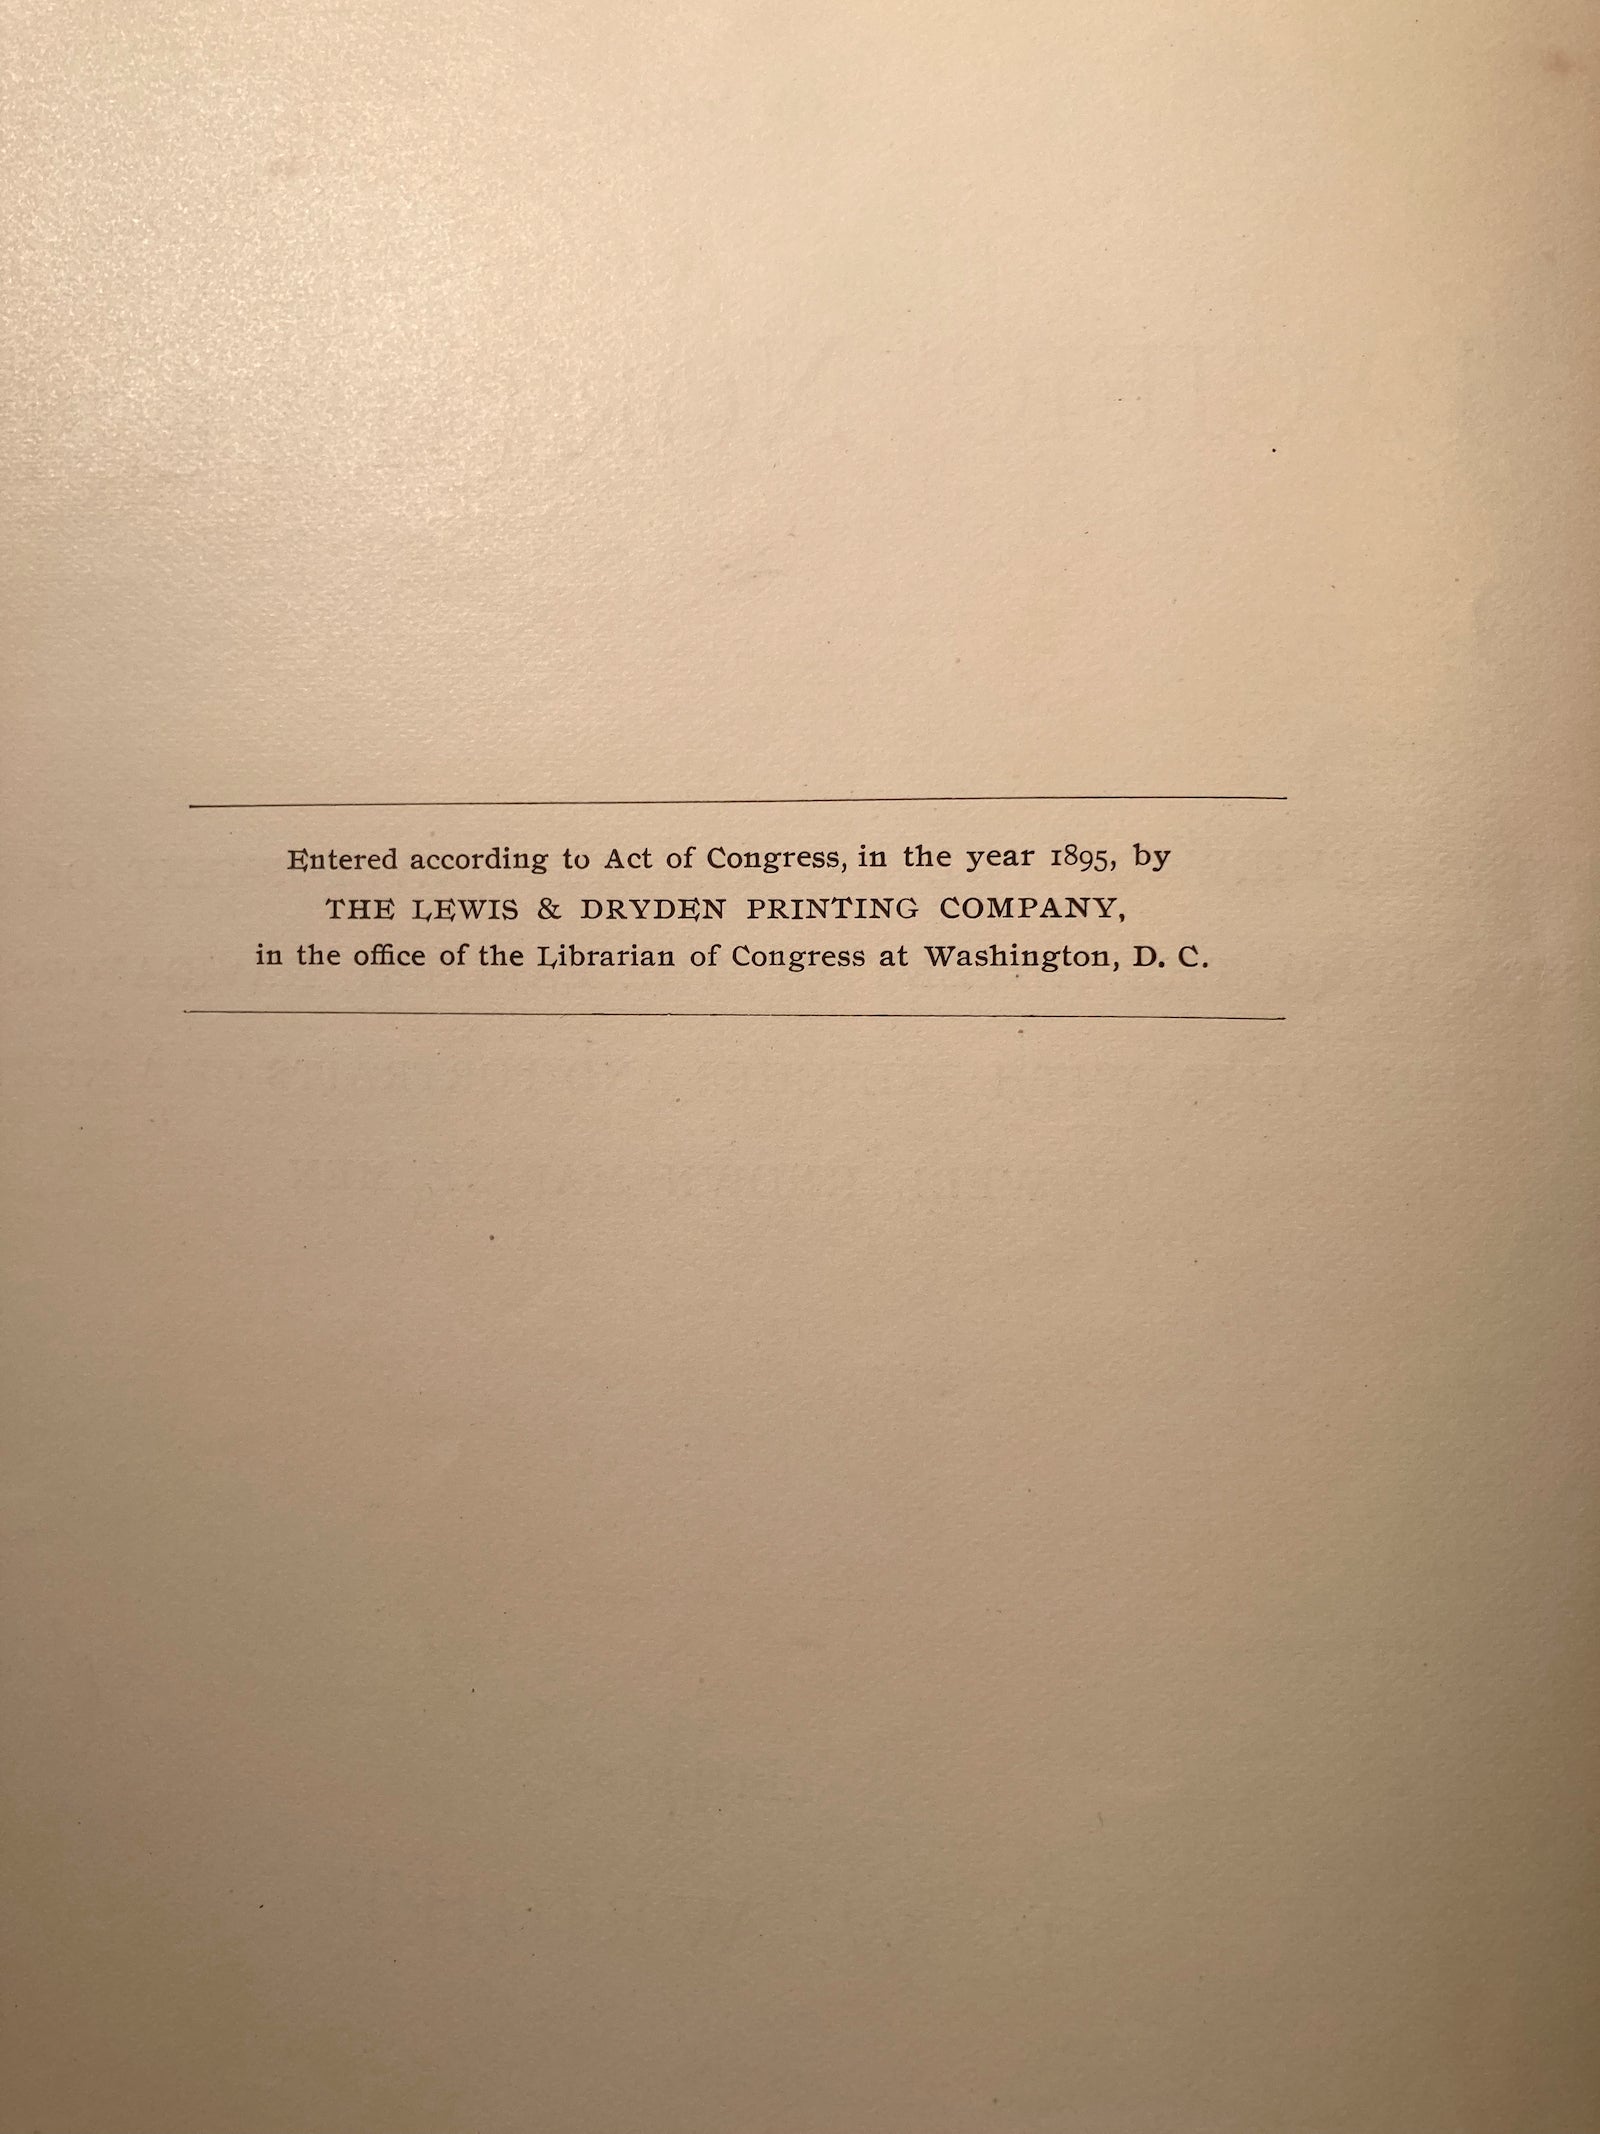 Entered according to Act of Congress, in the year 1895, by
THE LEWIS & DRYDEN PRINTING COMPANY,
in the office of the Librarian of Congress at Washington, D. C.